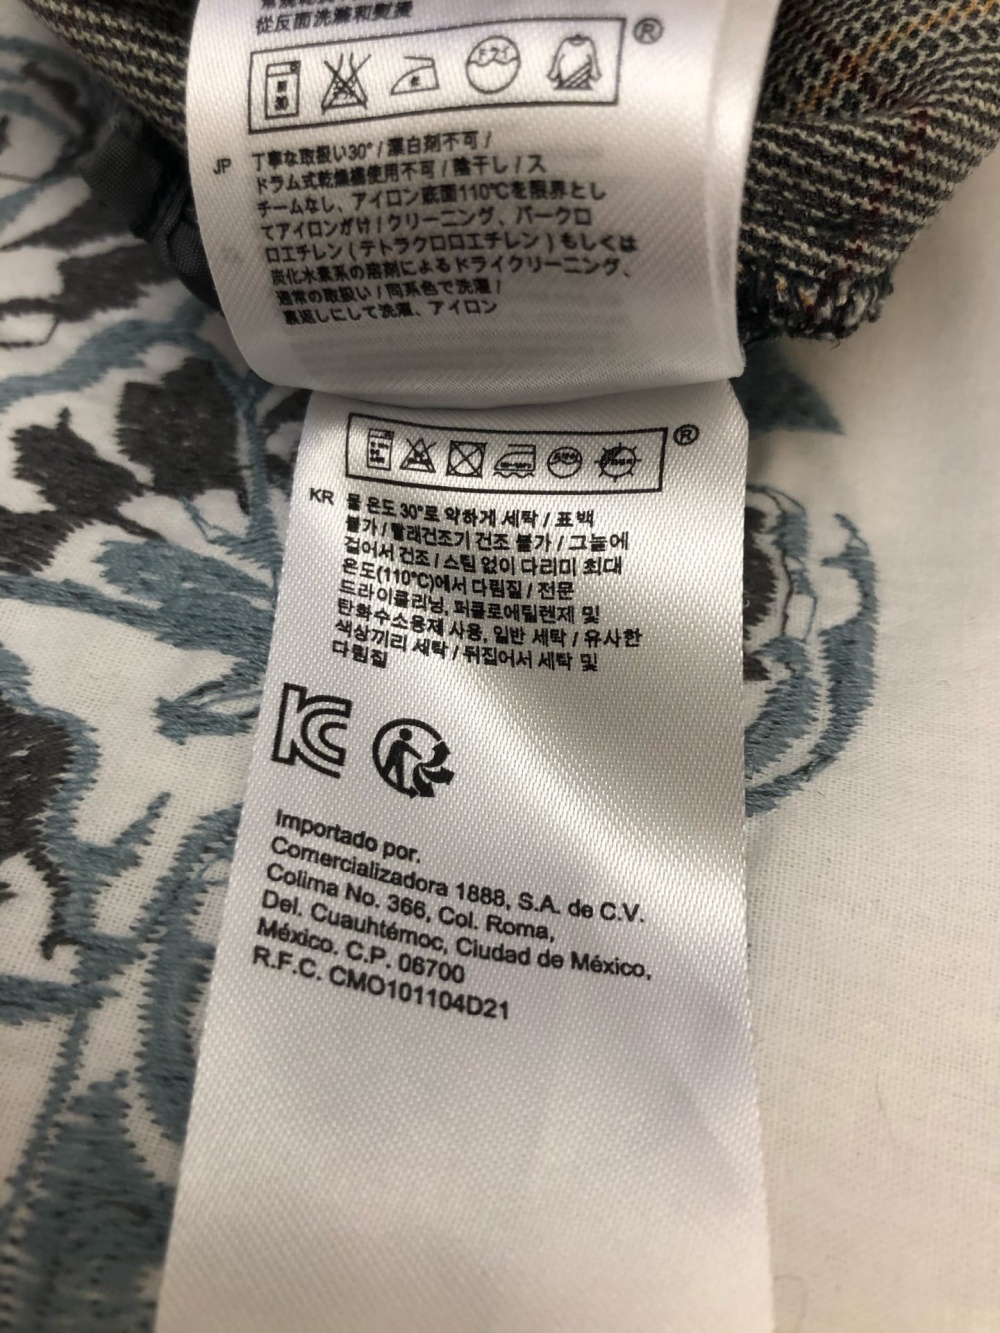 從反面洗滌和熨燙
®
JP 丁寧な取扱い30° / 漂白剤不可 /
ドラム式乾燥機使用不可 / 陰干し / ス
チームなし、アイロン底面110℃を限界とし
てアイロンがけ / クリーニング、パークロ
ロエチレン ( テトラクロロエチレン ) もしくは
炭化水素系の溶剤によるドライクリーニング、
通常の取扱い / 同系色で洗濯 /
裏返しにして洗濯、アイロン
®
KR 물 온도 30°로 약하게 세탁 / 표백
불가 / 빨래건조기 건조 불가 / 그늘에
걸어서 건조 / 스팀 없이 다리미 최대
온도(110℃)에서 다림질 / 전문
드라이클리닝, 퍼클로에틸렌제 및
탄화수소용제 사용, 일반 세탁 / 유사한
색상끼리 세탁 / 뒤집어서 세탁 및
다림질
KC
Importado por.
Comercializadora 1888, S.A. de C.V.
Colima No. 366, Col. Roma,
Del. Cuauhtémoc, Ciudad de México,
México. C.P. 06700
R.F.C. CMO101104D21